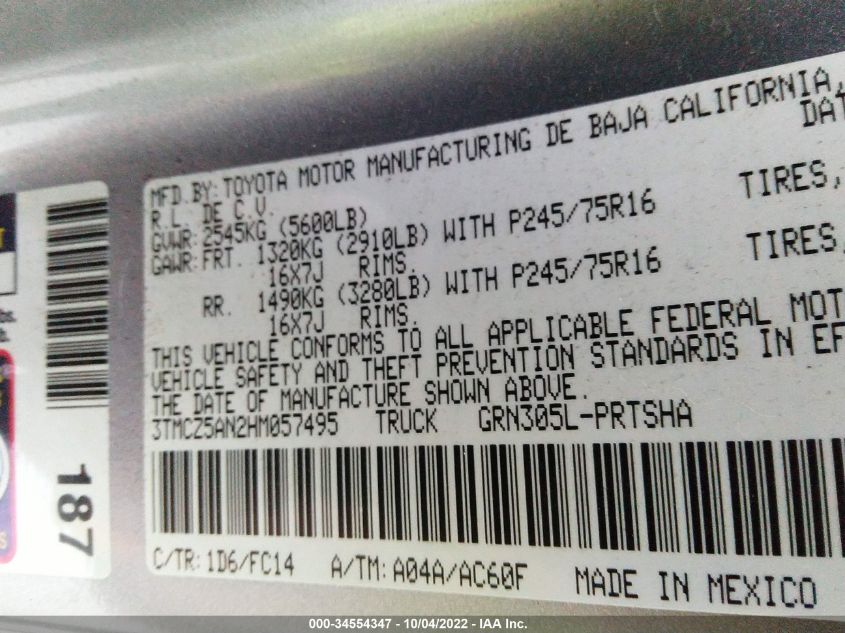 MFD. BY: TOYOTA MOTOR MANUFACTURING DE BAJA CALIFORNIA,
DAT
R.L. DE C.V.
GVWR: 2545KG (5600LB)
GAWR: FRT. 1320KG (2910LB) WITH P245/75R16 TIRES,
16X7J RIMS.
RR. 1490KG (3280LB) WITH P245/75R16 TIRES,
16X7J RIMS.
THIS VEHICLE CONFORMS TO ALL APPLICABLE FEDERAL MOT
VEHICLE SAFETY AND THEFT PREVENTION STANDARDS IN EF
THE DATE OF MANUFACTURE SHOWN ABOVE.
3TMCZ5AN2HM057495 TRUCK GRN305L-PRTSHA
C/TR: 1D6/FC14 A/TM: A04A/AC60F MADE IN MEXICO
187
000-34554347 - 10/04/2022 - IAA Inc.